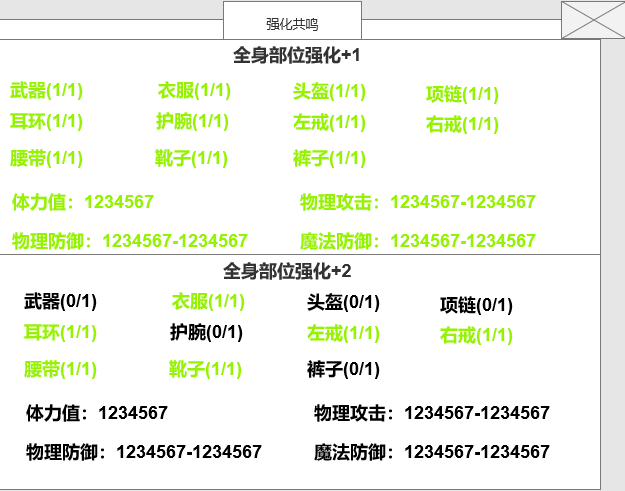 强化共鸣
全身部位强化+1
武器(1/1) 衣服(1/1) 头盔(1/1) 项链(1/1)
耳环(1/1) 护腕(1/1) 左戒(1/1) 右戒(1/1)
腰带(1/1) 靴子(1/1) 裤子(1/1)
体力值：1234567 物理攻击：1234567-1234567
物理防御：1234567-1234567 魔法防御：1234567-1234567
全身部位强化+2
武器(0/1) 衣服(1/1) 头盔(0/1) 项链(0/1)
耳环(1/1) 护腕(0/1) 左戒(1/1) 右戒(1/1)
腰带(1/1) 靴子(1/1) 裤子(0/1)
体力值：1234567 物理攻击：1234567-1234567
物理防御：1234567-1234567 魔法防御：1234567-1234567